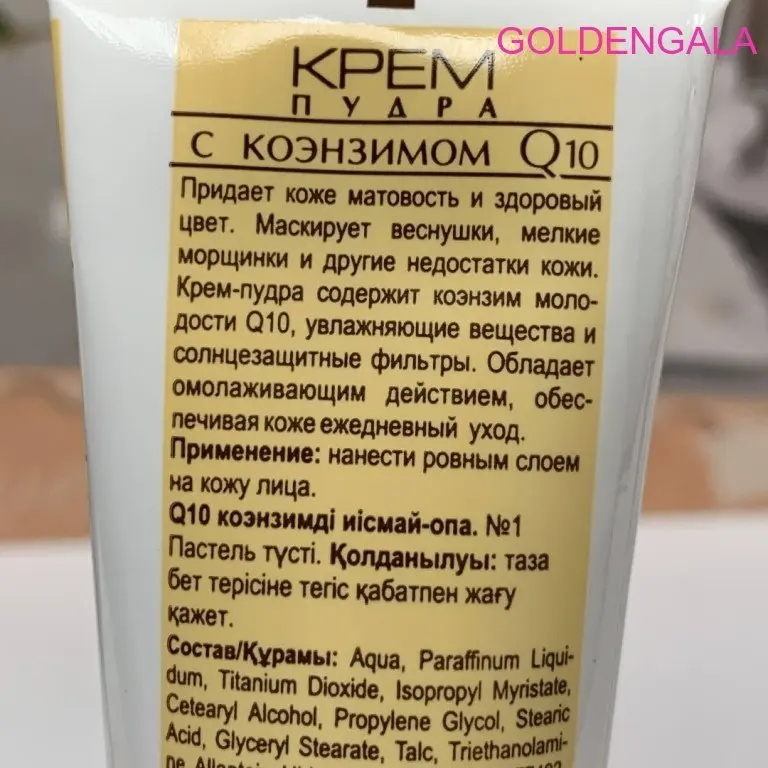 GOLDENGALA
КРЕМ
ПУДРА
С КОЭНЗИМОМ Q10
Придает коже матовость и здоровый
цвет. Маскирует веснушки, мелкие
морщинки и другие недостатки кожи.
Крем-пудра содержит коэнзим моло-
дости Q10, увлажняющие вещества и
солнцезащитные фильтры. Обладает
омолаживающим действием, обес-
печивая коже ежедневный уход.
Применение: нанести ровным слоем
на кожу лица.
Q10 коэнзимді иісмай-опа. №1
Пастель түсті. Қолданылуы: таза
бет терісіне тегіс қабатпен жағу
қажет.
Состав/Құрамы: Aqua, Paraffinum Liqui-
dum, Titanium Dioxide, Isopropyl Myristate,
Cetearyl Alcohol, Propylene Glycol, Stearic
Acid, Glyceryl Stearate, Talc, Triethanolami-